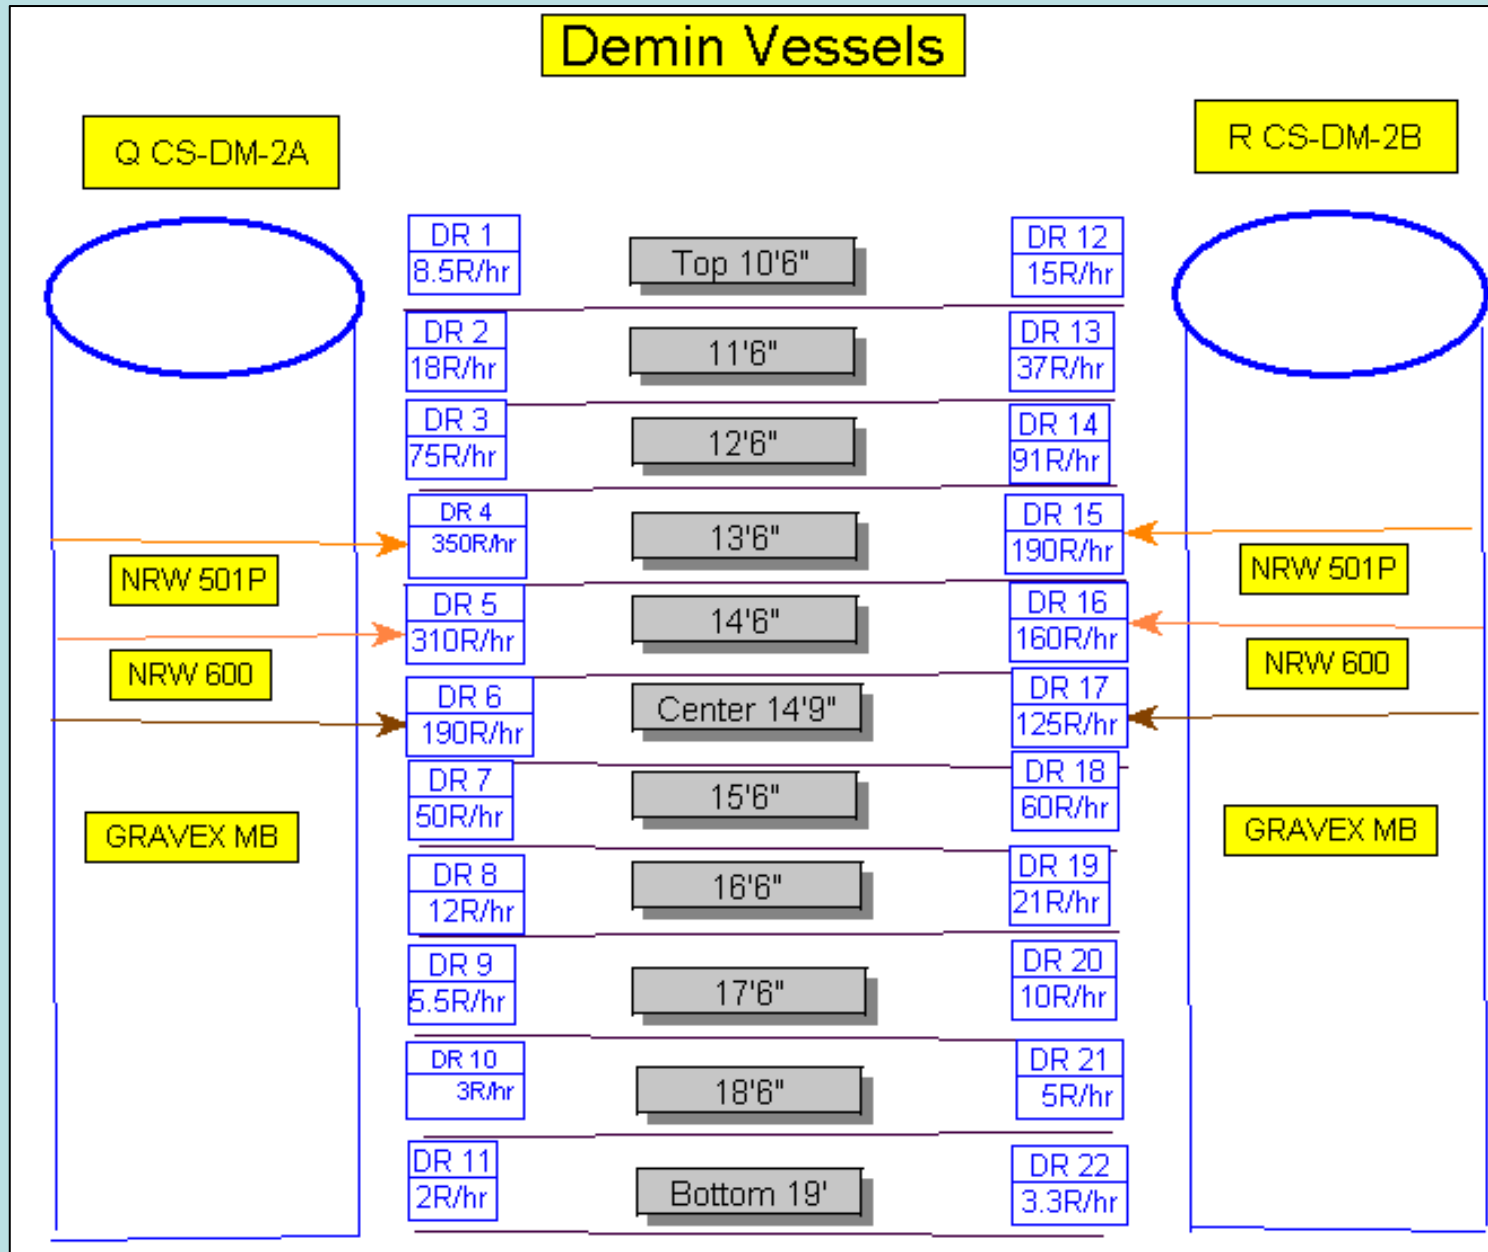 Demin Vessels
Q CS-DM-2A
R CS-DM-2B
DR 1
8.5R/hr
Top 10'6"
DR 12
15R/hr
DR 2
18R/hr
11'6"
DR 13
37R/hr
DR 3
75R/hr
12'6"
DR 14
91R/hr
DR 4
350R/hr
13'6"
DR 15
190R/hr
NRW 501P
NRW 501P
DR 5
310R/hr
14'6"
DR 16
160R/hr
NRW 600
NRW 600
DR 6
190R/hr
Center 14'9"
DR 17
125R/hr
DR 7
50R/hr
15'6"
DR 18
60R/hr
GRAVEX MB
GRAVEX MB
DR 8
12R/hr
16'6"
DR 19
21R/hr
DR 9
5.5R/hr
17'6"
DR 20
10R/hr
DR 10
3R/hr
18'6"
DR 21
5R/hr
DR 11
2R/hr
Bottom 19'
DR 22
3.3R/hr